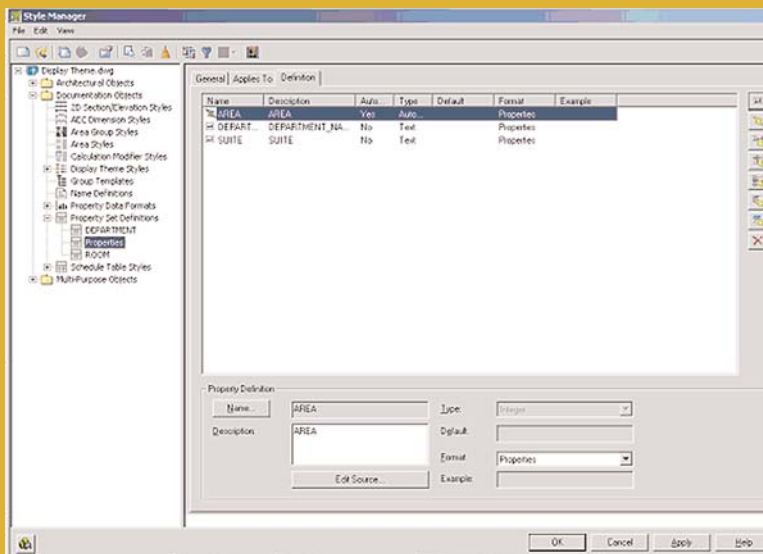 Style Manager
File Edit View
Display Theme.dwg
Architectural Objects
Documentation Objects
2D Section/Elevation Styles
AEC Dimension Styles
Area Group Styles
Area Styles
Calculation Modifier Styles
Display Theme Styles
Group Templates
Name Definitions
Property Data Formats
Property Set Definitions
DEPARTMENT
Properties
ROOM
Schedule Table Styles
Multi-Purpose Objects
General Applies To Definition
Name Description Auto... Type Default Format Example
AREA AREA Yes Auto... Properties
DEPART... DEPARTMENT_NA... No Text Properties
SUITE SUITE No Text Properties
Property Definition
Name... AREA Type: Integer
Description: AREA Default:
Format Properties
Edit Source... Example:
OK Cancel Apply Help